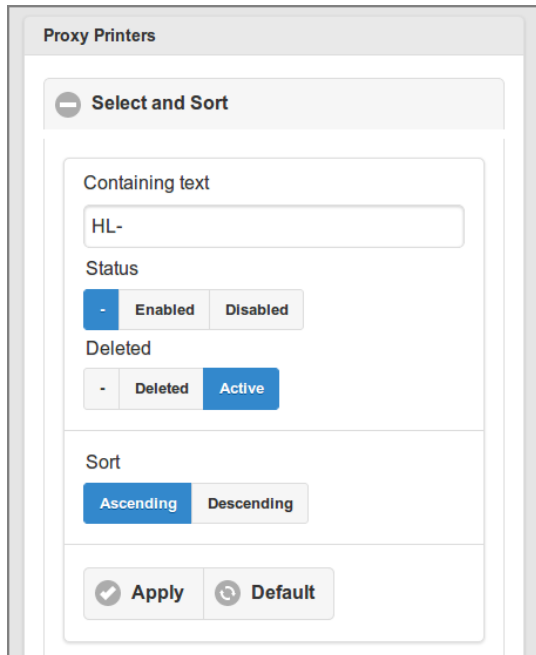 Proxy Printers
Select and Sort
Containing text
HL-
Status
- Enabled Disabled
Deleted
- Deleted Active
Sort
Ascending Descending
Apply Default